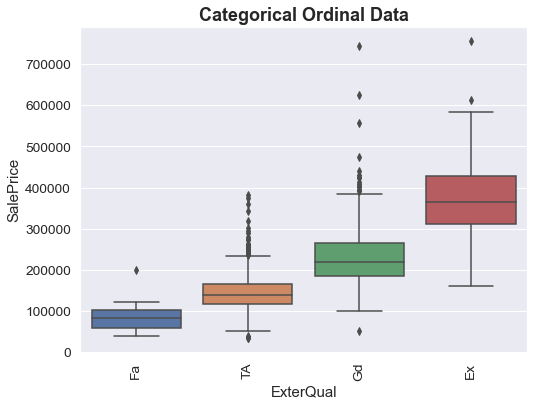 Categorical Ordinal Data
SalePrice
700000
600000
500000
400000
300000
200000
100000
0
Fa
TA
Gd
Ex
ExterQual